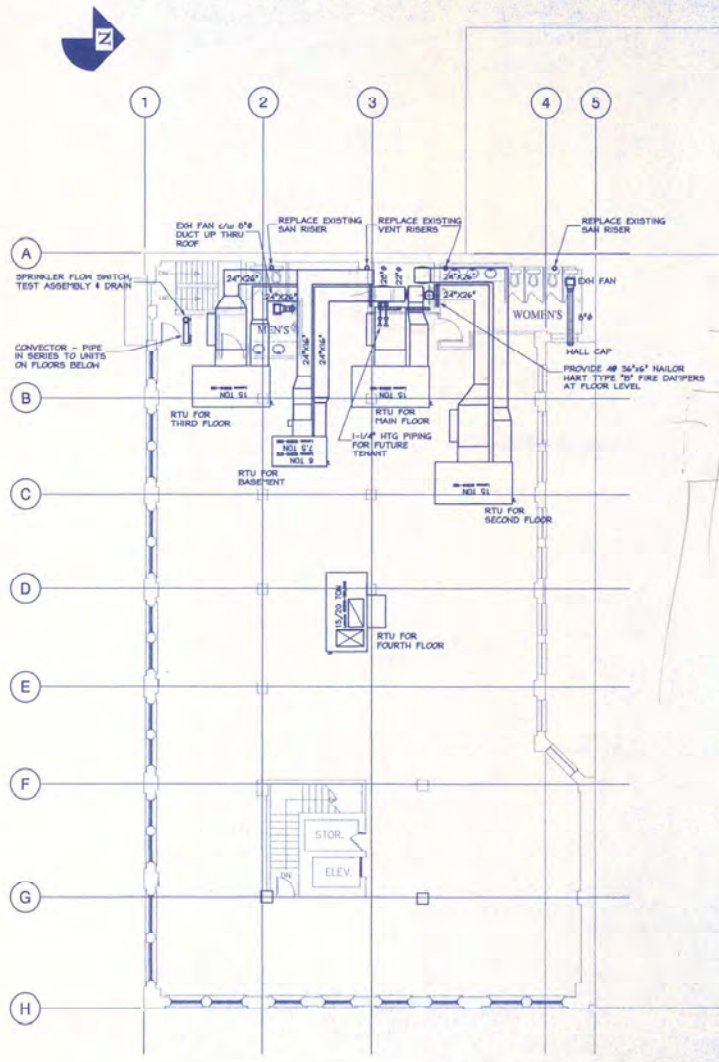 N
1
2
3
4
5
EXH FAN c/w 8"ø
DUCT UP THRU
ROOF
REPLACE EXISTING
SAN RISER
REPLACE EXISTING
VENT RISERS
REPLACE EXISTING
SAN RISER
A
SPRINKLER FLOW SWITCH,
TEST ASSEMBLY & DRAIN
DN
24"X26"
24"X26"
22"ø
24"X26"
24"X26"
EXH FAN
MEN'S
24"X16"
24"X16"
WOMEN'S
8"ø
CONVECTOR - PIPE
IN SERIES TO UNITS
ON FLOORS BELOW
WALL CAP
PROVIDE 36"x6" NAILOR
HART TYPE "B" FIRE DAMPERS
AT FLOOR LEVEL
15 TON
15 TON
B
RTU FOR
THIRD FLOOR
RTU FOR
MAIN FLOOR
1-1/4" HTG PIPING
FOR FUTURE
TENANT
6 TON
7.5 TON
RTU FOR
BASEMENT
15 TON
C
RTU FOR
SECOND FLOOR
D
15/20 TON
RTU FOR
FOURTH FLOOR
E
F
STOR.
ELEV.
DN
G
H